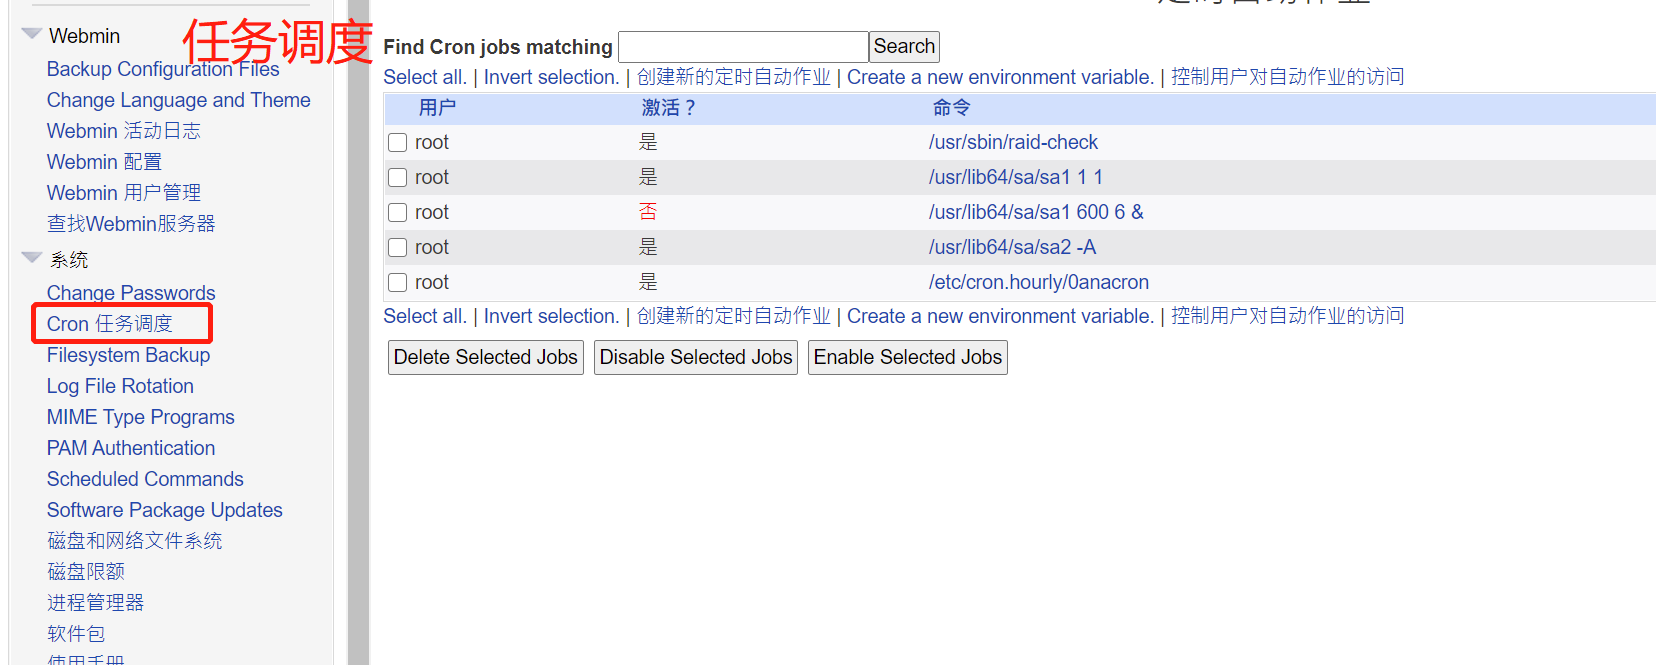 Webmin
任务调度
Backup Configuration Files
Change Language and Theme
Webmin 活动日志
Webmin 配置
Webmin 用户管理
查找Webmin服务器
系统
Change Passwords
Cron 任务调度
Filesystem Backup
Log File Rotation
MIME Type Programs
PAM Authentication
Scheduled Commands
Software Package Updates
磁盘和网络文件系统
磁盘限额
进程管理器
软件包
使用手册
Find Cron jobs matching Search
Select all. | Invert selection. | 创建新的定时自动作业 | Create a new environment variable. | 控制用户对自动作业的访问
用户 激活？ 命令
root 是 /usr/sbin/raid-check
root 是 /usr/lib64/sa/sa1 1 1
root 否 /usr/lib64/sa/sa1 600 6 &
root 是 /usr/lib64/sa/sa2 -A
root 是 /etc/cron.hourly/0anacron
Select all. | Invert selection. | 创建新的定时自动作业 | Create a new environment variable. | 控制用户对自动作业的访问
Delete Selected Jobs Disable Selected Jobs Enable Selected Jobs